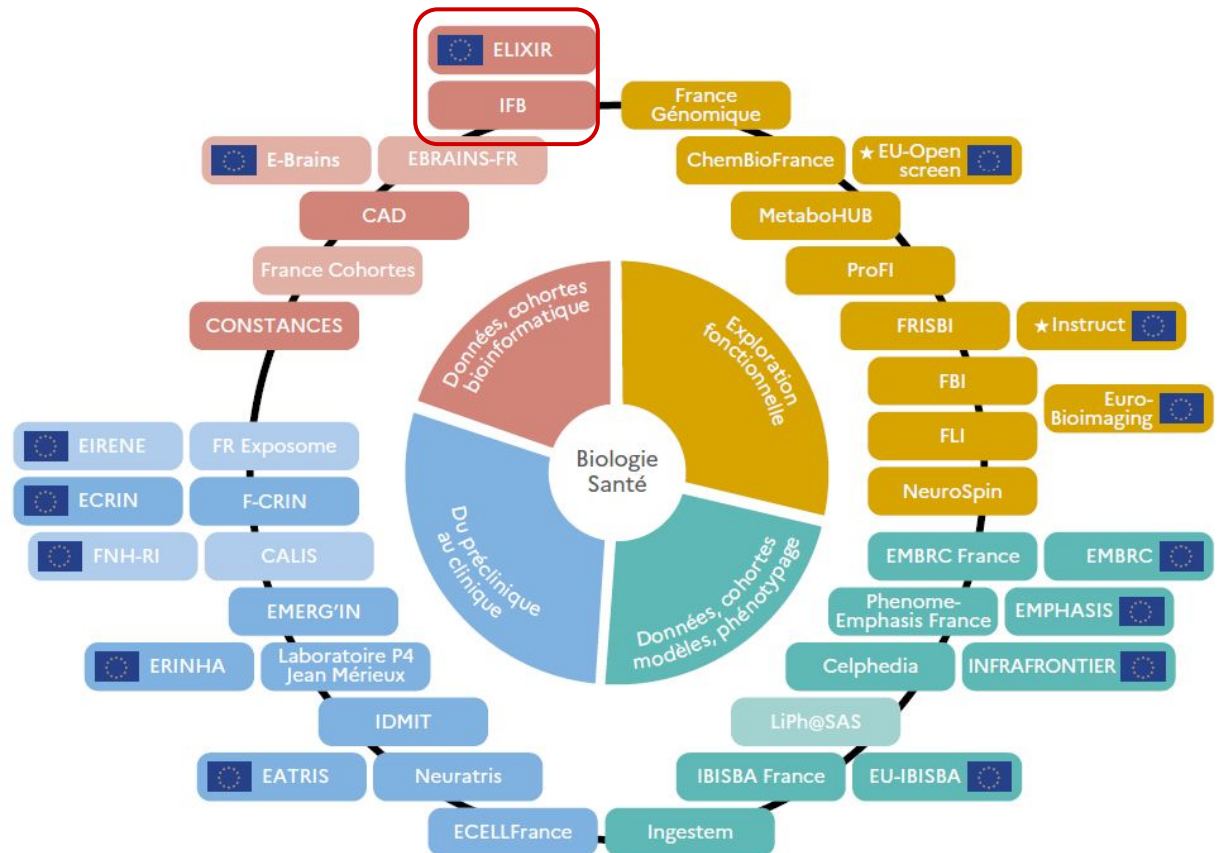 ELIXIR
IFB
France
Génomique
E-Brains
EBRAINS-FR
ChemBioFrance
★ EU-Open
screen
CAD
MetaboHUB
France Cohortes
ProFI
CONSTANCES
FRISBI
★ Instruct
FBI
Euro-
Bioimaging
FLI
NeuroSpin
EIRENE
FR Exposome
ECRIN
F-CRIN
FNH-RI
CALIS
EMERG'IN
ERINHA
Laboratoire P4
Jean Mérieux
IDMIT
EATRIS
Neuratris
ECELLFrance
EMBRC France
EMBRC
Phenome-
Emphasis France
EMPHASIS
Celphedia
INFRAFRONTIER
LiPh@SAS
IBISBA France
EU-IBISBA
Ingestem
Données, cohortes
bioinformatique
Exploration
fonctionnelle
Biologie
Santé
Du préclinique
au clinique
Données, cohortes
modèles, phénotypage